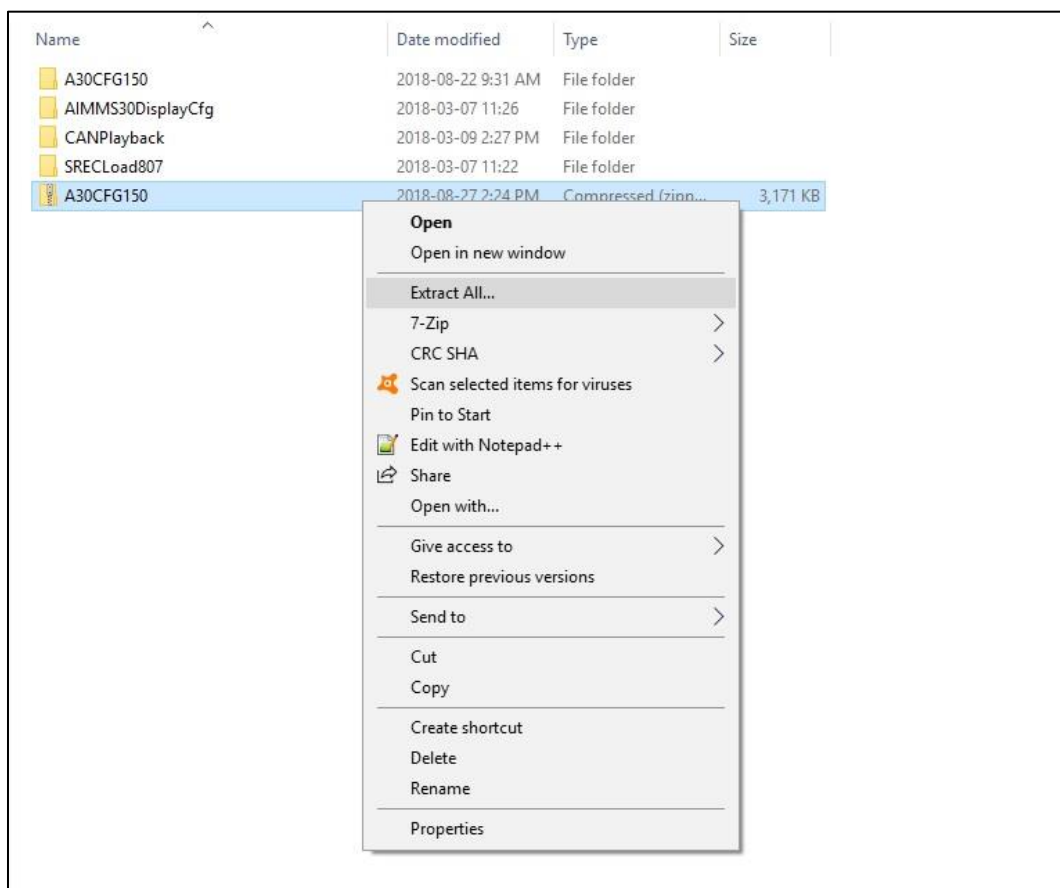 Name Date modified Type Size
A30CFG150 2018-08-22 9:31 AM File folder
AIMMS30DisplayCfg 2018-03-07 11:26 File folder
CANPlayback 2018-03-09 2:27 PM File folder
SRECLoad807 2018-03-07 11:22 File folder
A30CFG150 2018-08-27 2:24 PM Compressed (zipp... 3,171 KB
Open
Open in new window
Extract All...
7-Zip
CRC SHA
Scan selected items for viruses
Pin to Start
Edit with Notepad++
Share
Open with...
Give access to
Restore previous versions
Send to
Cut
Copy
Create shortcut
Delete
Rename
Properties